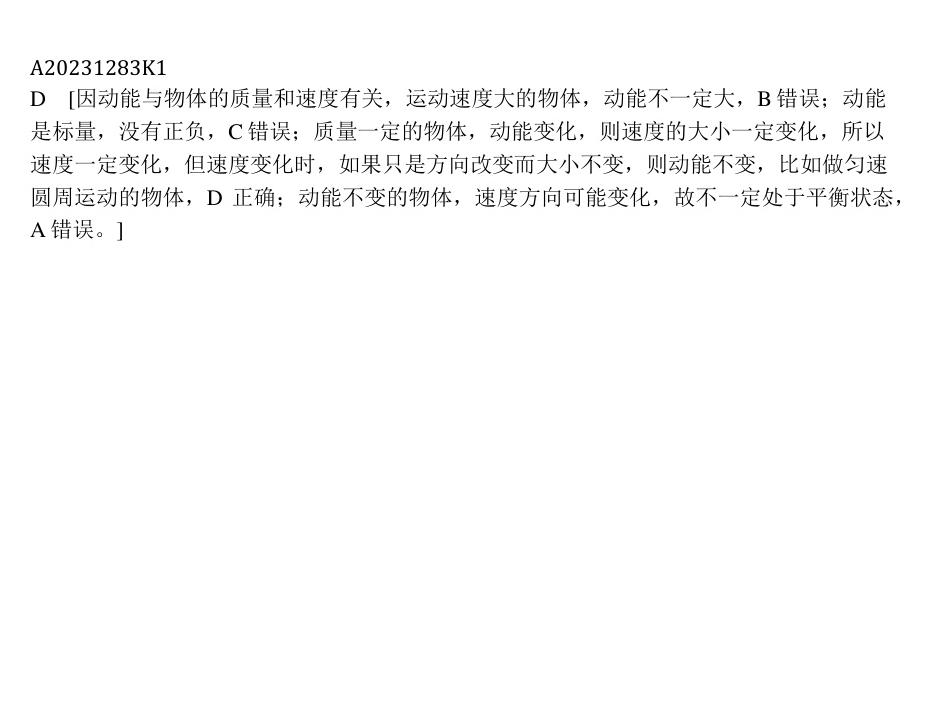 A20231283K1
D [因动能与物体的质量和速度有关，运动速度大的物体，动能不一定大，B 错误；动能
是标量，没有正负，C 错误；质量一定的物体，动能变化，则速度的大小一定变化，所以
速度一定变化，但速度变化时，如果只是方向改变而大小不变，则动能不变，比如做匀速
圆周运动的物体，D 正确；动能不变的物体，速度方向可能变化，故不一定处于平衡状态，
A 错误。]